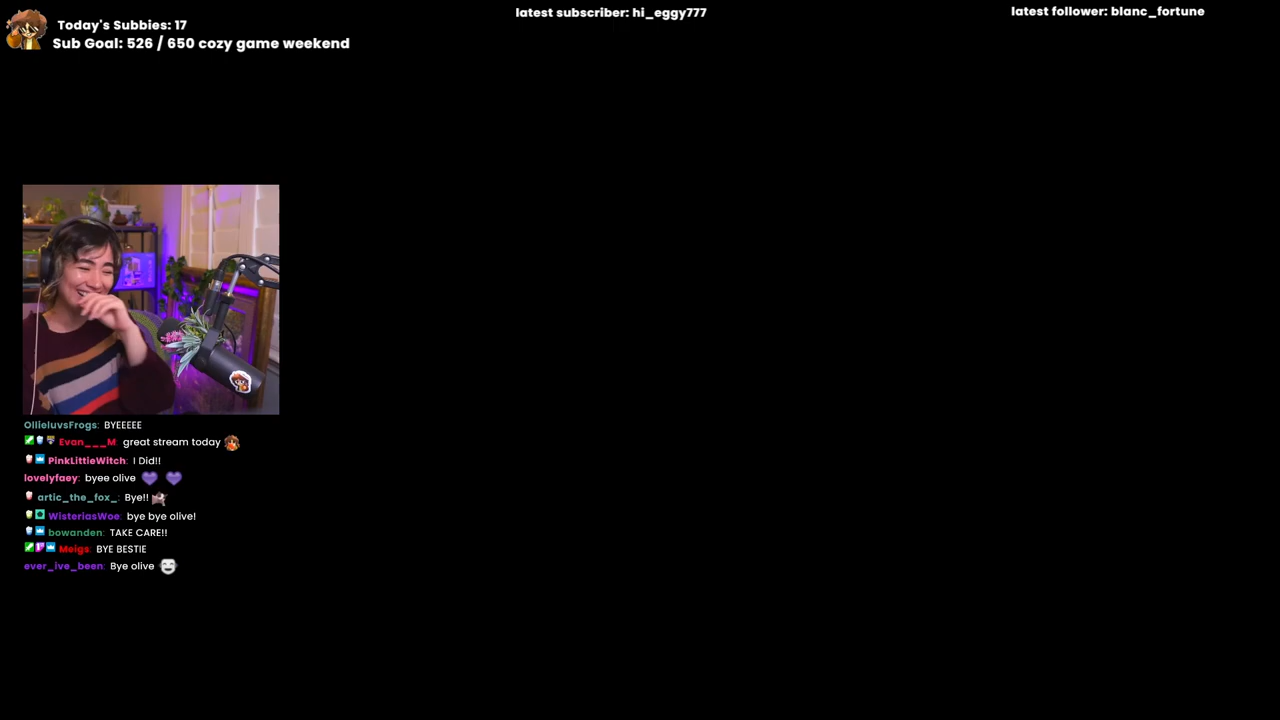 Today's Subbies: 17
Sub Goal: 526 / 650 cozy game weekend
latest subscriber: hi_eggy777
latest follower: blanc_fortune
OllieluvsFrogs: BYEEEEE
Evan___M: great stream today
PinkLittleWitch: I Did!!
lovelyfaey: byee olive
artic_the_fox_: Bye!!
WisteriasWoe: bye bye olive!
bowanden: TAKE CARE!!
Meigs: BYE BESTIE
ever_ive_been: Bye olive